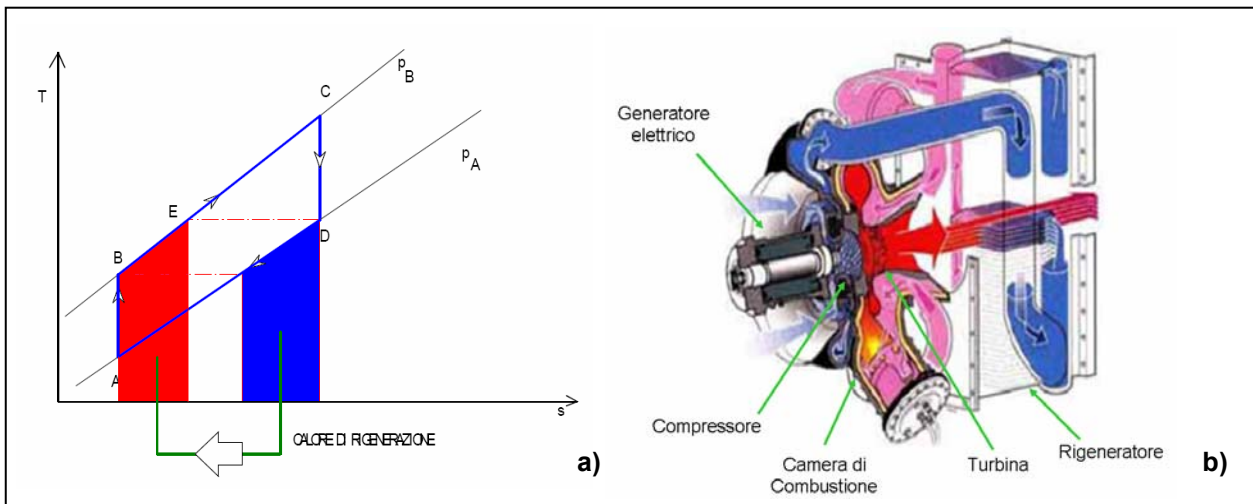 T
p
B
C
p
A
E
D
B
A
s
CALORE DI RIGENERAZIONE
a)
Generatore
elettrico
Compressore
Camera di
Combustione
Turbina
Rigeneratore
b)